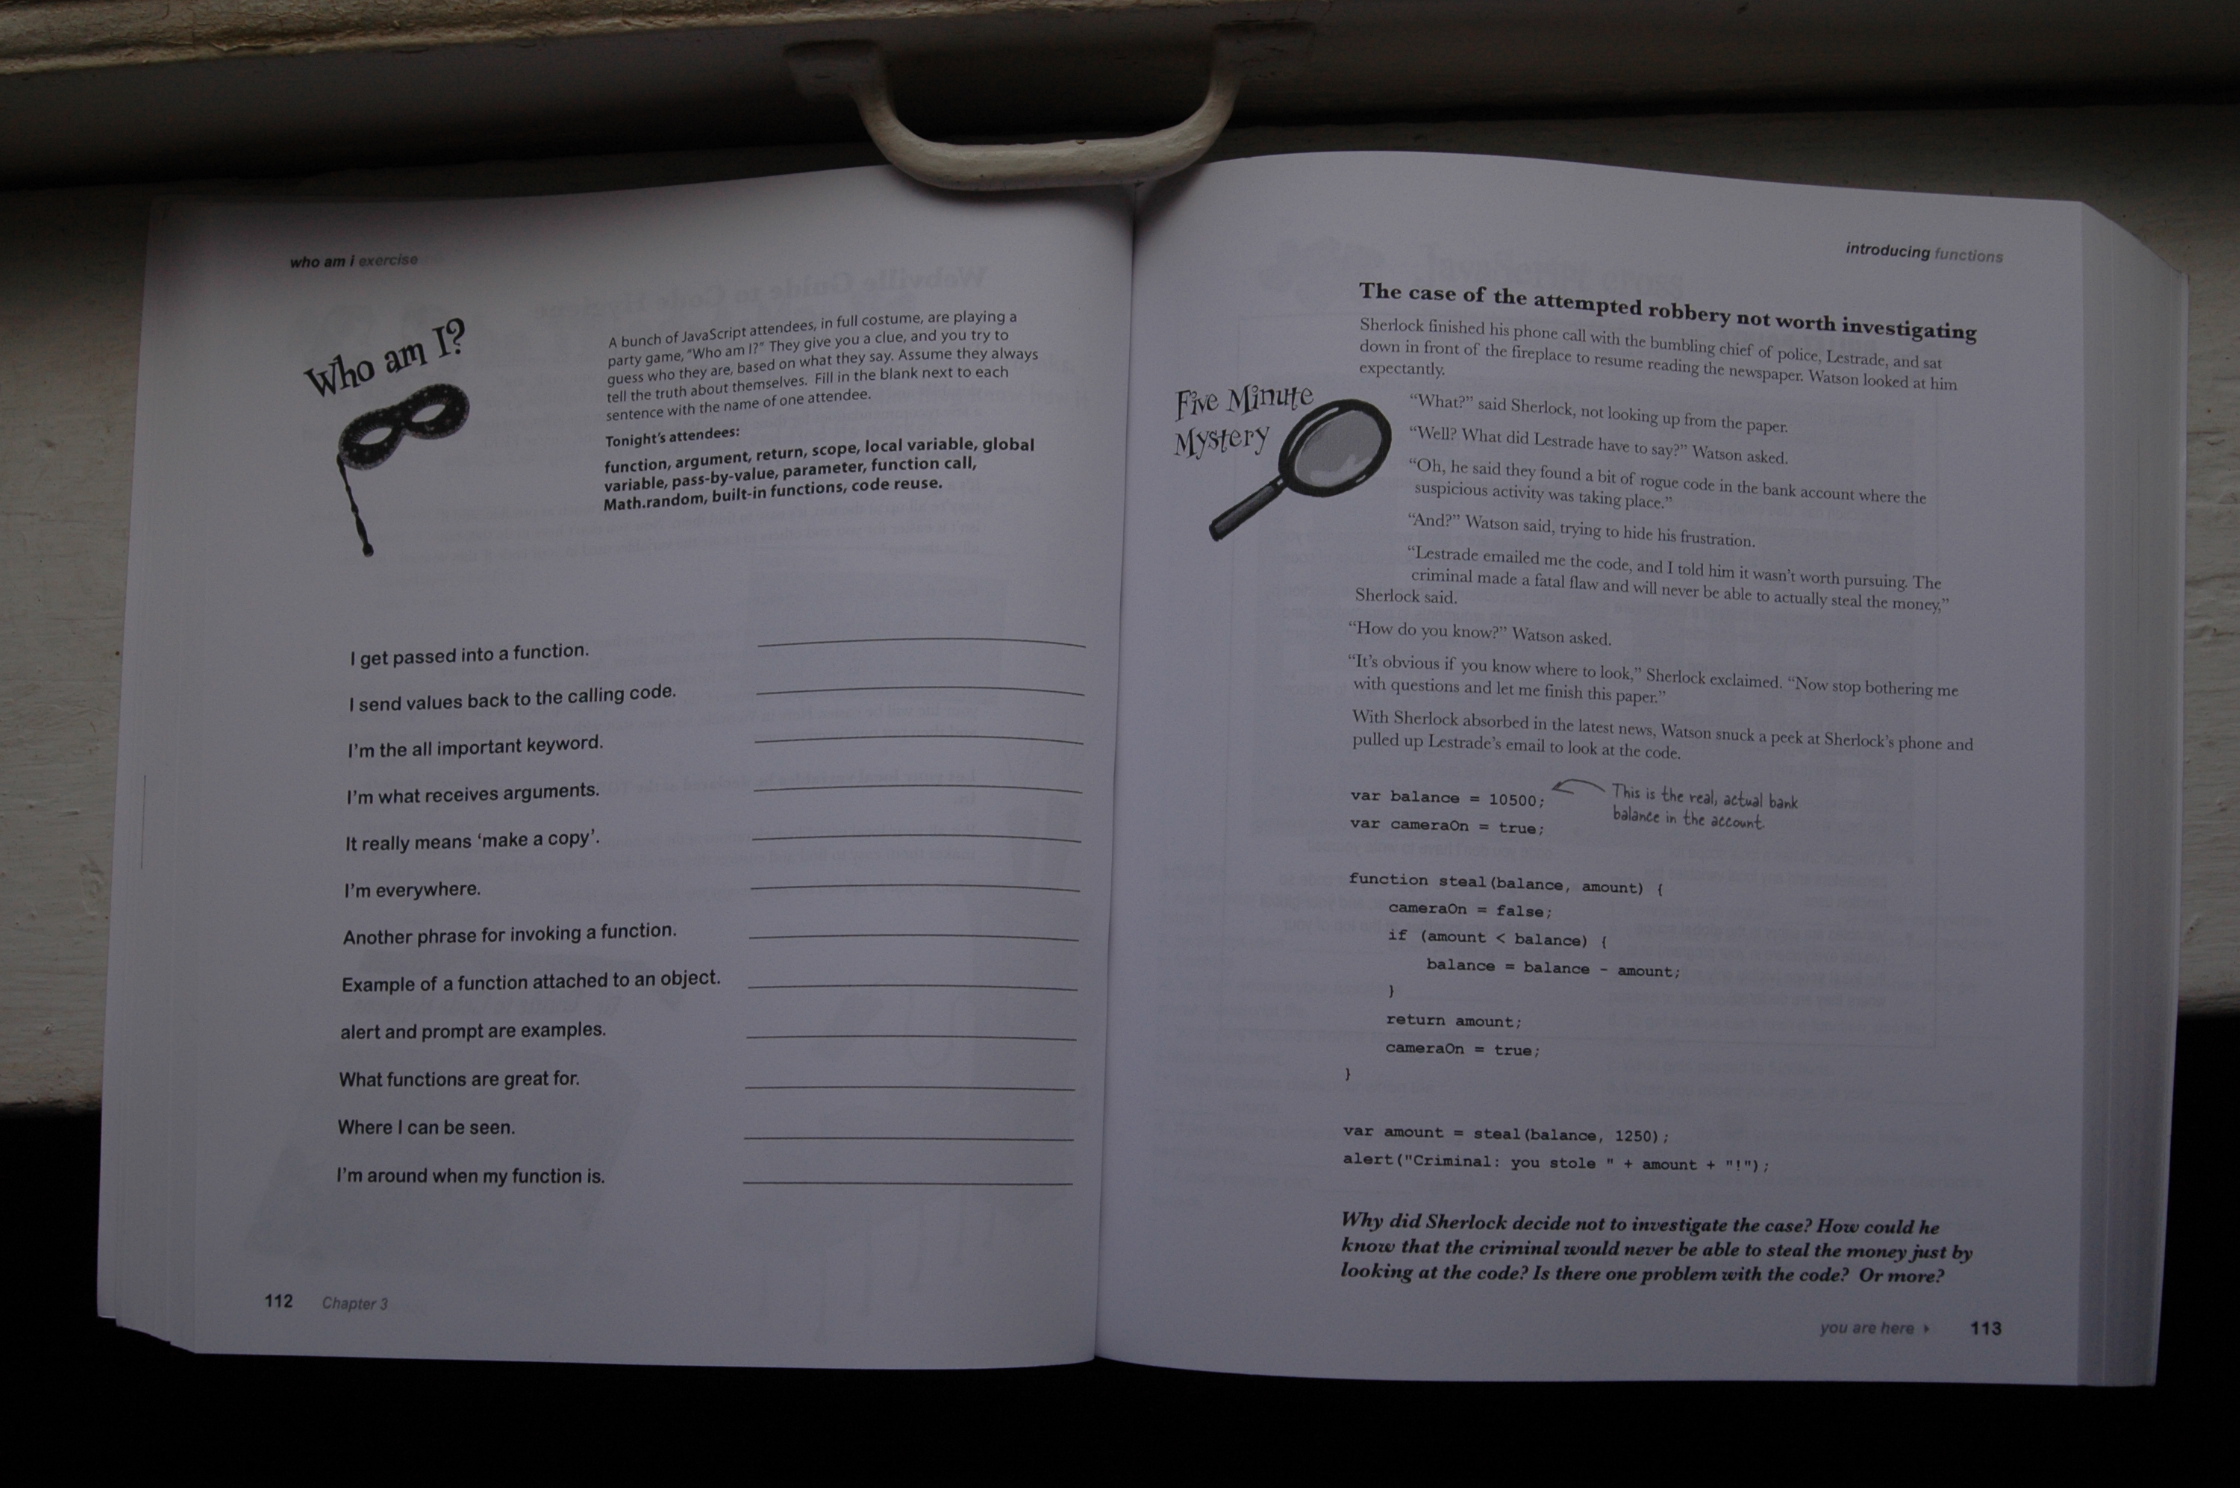 who am i exercise
Who am I?
A bunch of JavaScript attendees, in full costume, are playing a
party game, "Who am I?" They give you a clue, and you try to
guess who they are, based on what they say. Assume they always
tell the truth about themselves. Fill in the blank next to each
sentence with the name of one attendee.
Tonight's attendees:
function, argument, return, scope, local variable, global
variable, pass-by-value, parameter, function call,
Math.random, built-in functions, code reuse.
I get passed into a function.
I send values back to the calling code.
I'm the all important keyword.
I'm what receives arguments.
It really means 'make a copy'.
I'm everywhere.
Another phrase for invoking a function.
Example of a function attached to an object.
alert and prompt are examples.
What functions are great for.
Where I can be seen.
I'm around when my function is.
112 Chapter 3
introducing functions
The case of the attempted robbery not worth investigating
Five Minute
Mystery
Sherlock finished his phone call with the bumbling chief of police, Lestrade, and sat
down in front of the fireplace to resume reading the newspaper. Watson looked at him
expectantly.
"What?" said Sherlock, not looking up from the paper.
"Well? What did Lestrade have to say?" Watson asked.
"Oh, he said they found a bit of rogue code in the bank account where the
suspicious activity was taking place."
"And?" Watson said, trying to hide his frustration.
"Lestrade emailed me the code, and I told him it wasn't worth pursuing. The
criminal made a fatal flaw and will never be able to actually steal the money,"
Sherlock said.
"How do you know?" Watson asked.
"It's obvious if you know where to look," Sherlock exclaimed. "Now stop bothering me
with questions and let me finish this paper."
With Sherlock absorbed in the latest news, Watson snuck a peek at Sherlock's phone and
pulled up Lestrade's email to look at the code.
var balance = 10500;
var cameraOn = true;
This is the real, actual bank
balance in the account.
function steal(balance, amount) {
cameraOn = false;
if (amount < balance) {
balance = balance - amount;
}
return amount;
cameraOn = true;
}
var amount = steal(balance, 1250);
alert("Criminal: you stole " + amount + "!");
Why did Sherlock decide not to investigate the case? How could he
know that the criminal would never be able to steal the money just by
looking at the code? Is there one problem with the code? Or more?
you are here 113